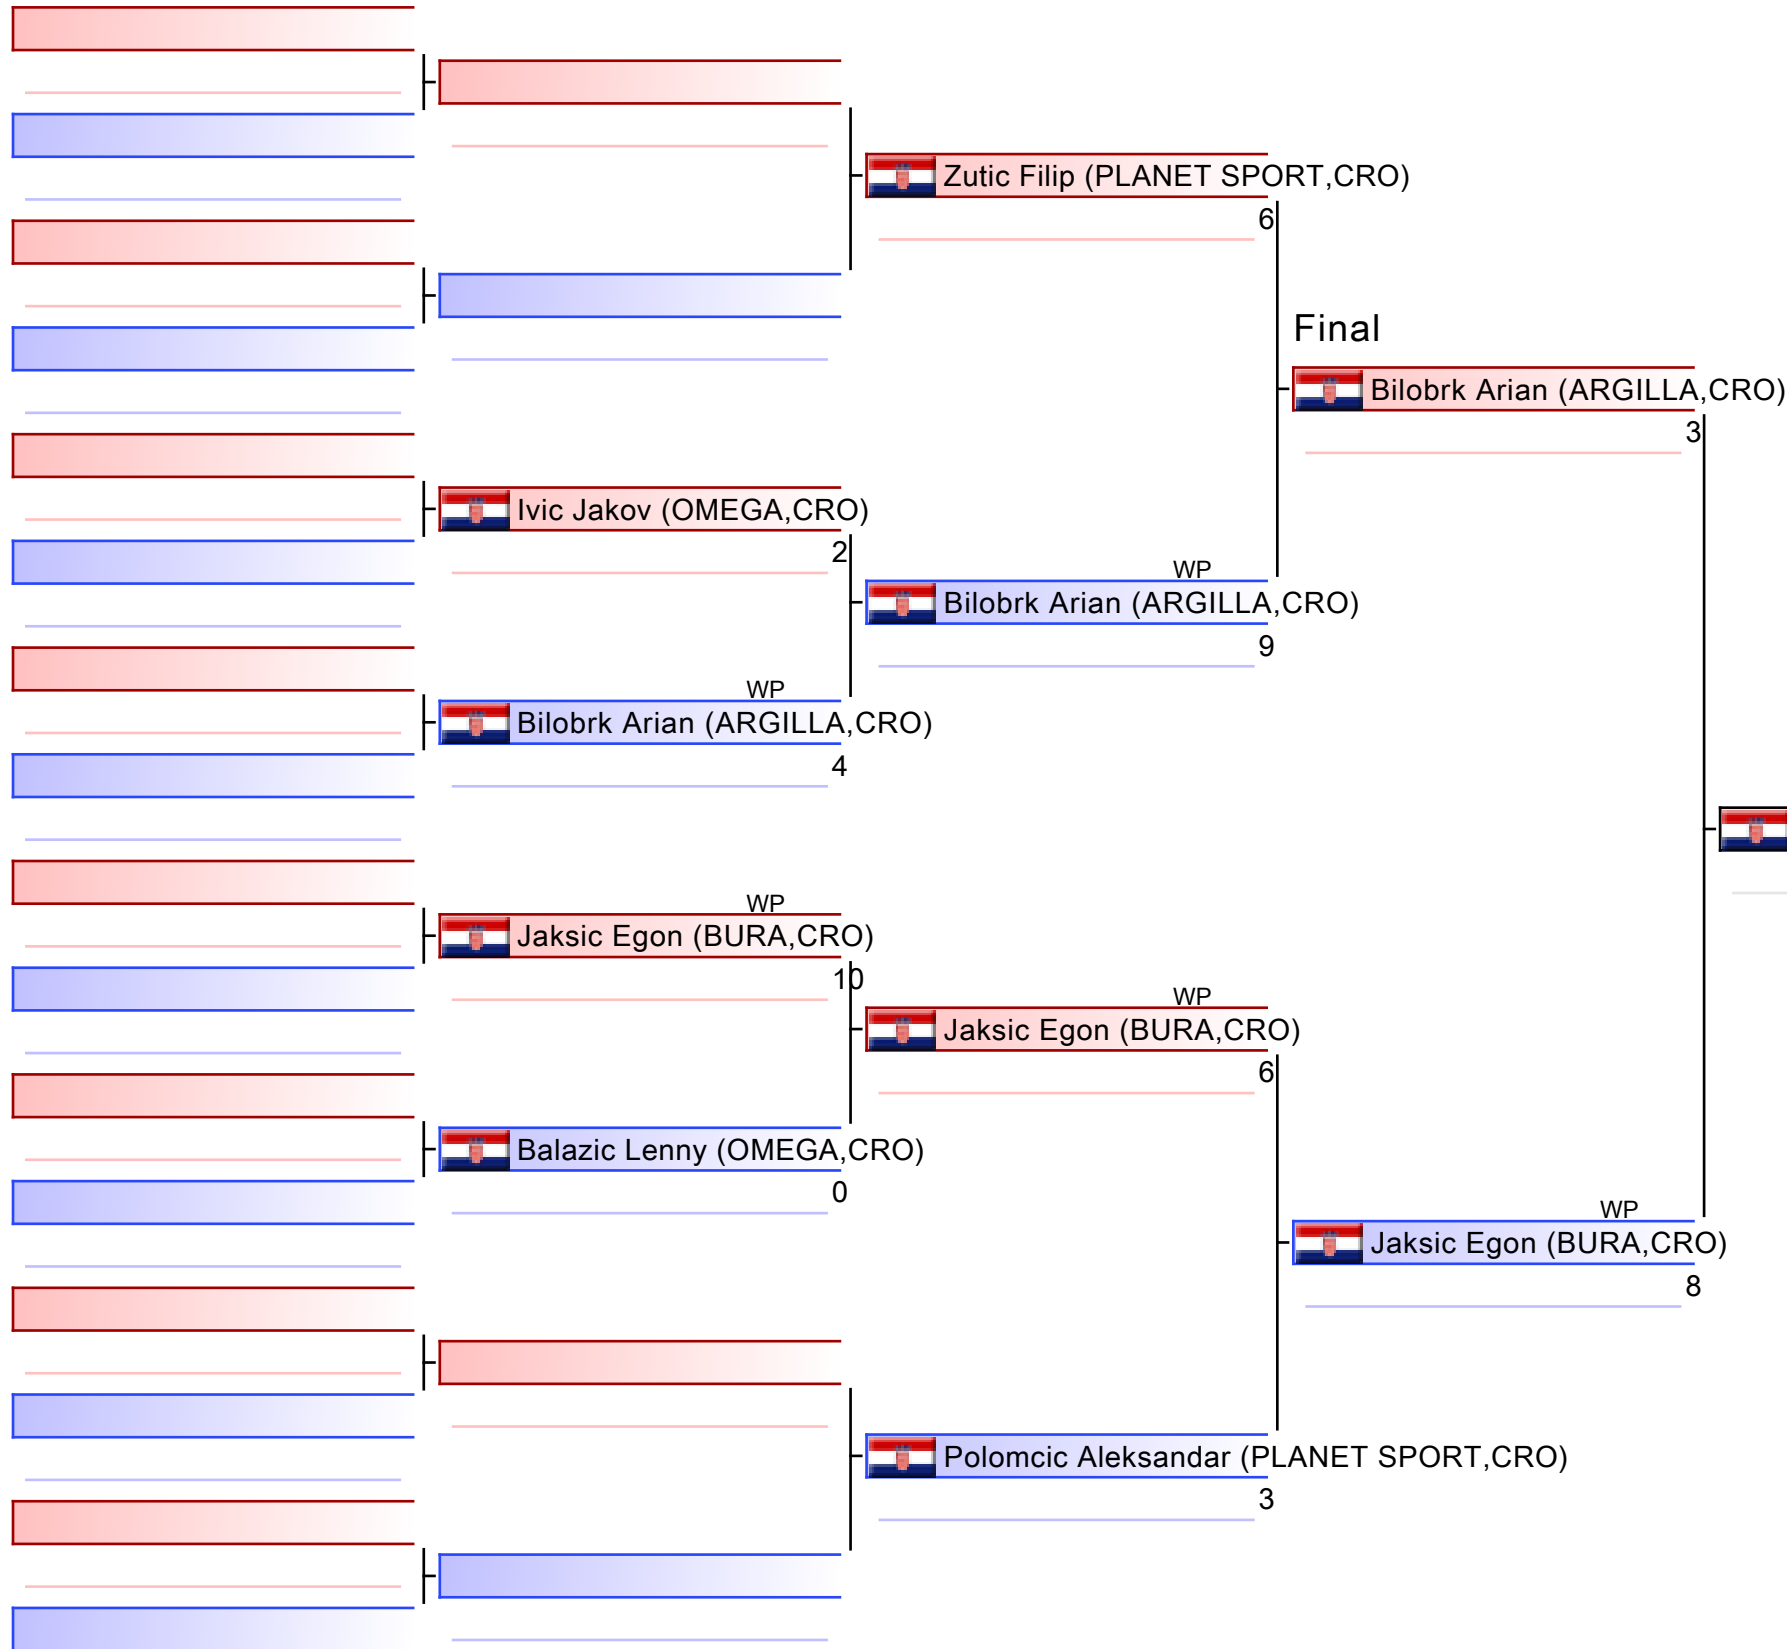 Zutic Filip (PLANET SPORT,CRO)
6
Final
Bilobrk Arian (ARGILLA,CRO)
3
Ivic Jakov (OMEGA,CRO)
2
WP
Bilobrk Arian (ARGILLA,CRO)
9
WP
Bilobrk Arian (ARGILLA,CRO)
4
WP
Jaksic Egon (BURA,CRO)
10
WP
Jaksic Egon (BURA,CRO)
6
Balazic Lenny (OMEGA,CRO)
0
WP
Jaksic Egon (BURA,CRO)
8
Polomcic Aleksandar (PLANET SPORT,CRO)
3